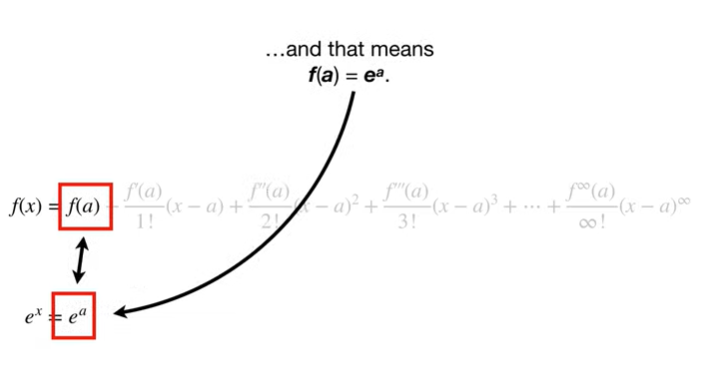 …and that means
f(a) = eᵃ.
f(x) = f(a) + f′(a)/1! (x − a) + f″(a)/2! (x − a)² + f‴(a)/3! (x − a)³ + ⋯ + f^∞(a)/∞! (x − a)^∞
eˣ = eᵃ